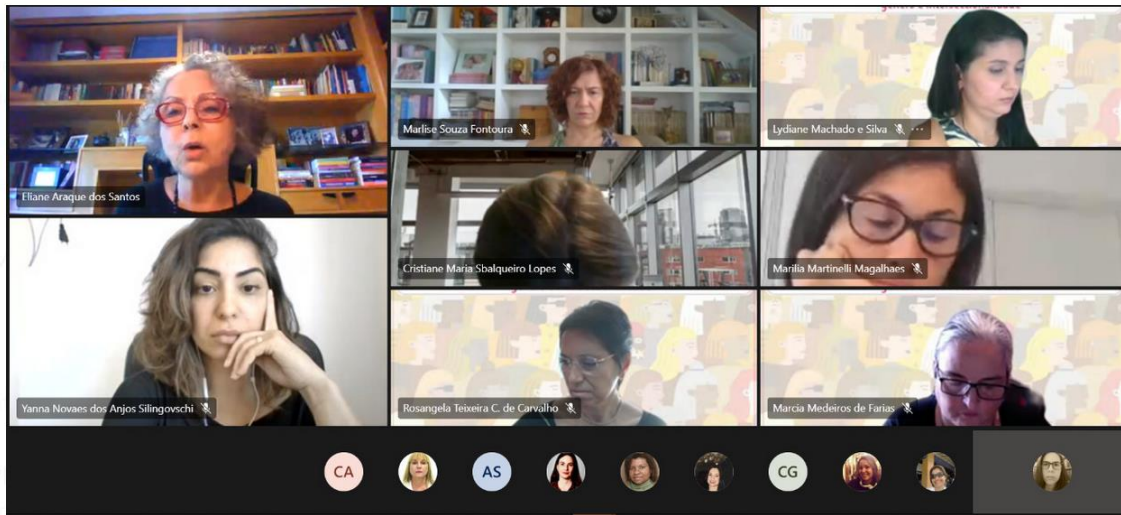 Eliane Araque dos Santos
Marlise Souza Fontoura
Lydiane Machado e Silva
Cristiane Maria Sbalqueiro Lopes
Marilia Martinelli Magalhaes
Yanna Novaes dos Anjos Silingovschi
Rosangela Teixeira C. de Carvalho
Marcia Medeiros de Farias
CA
AS
CG